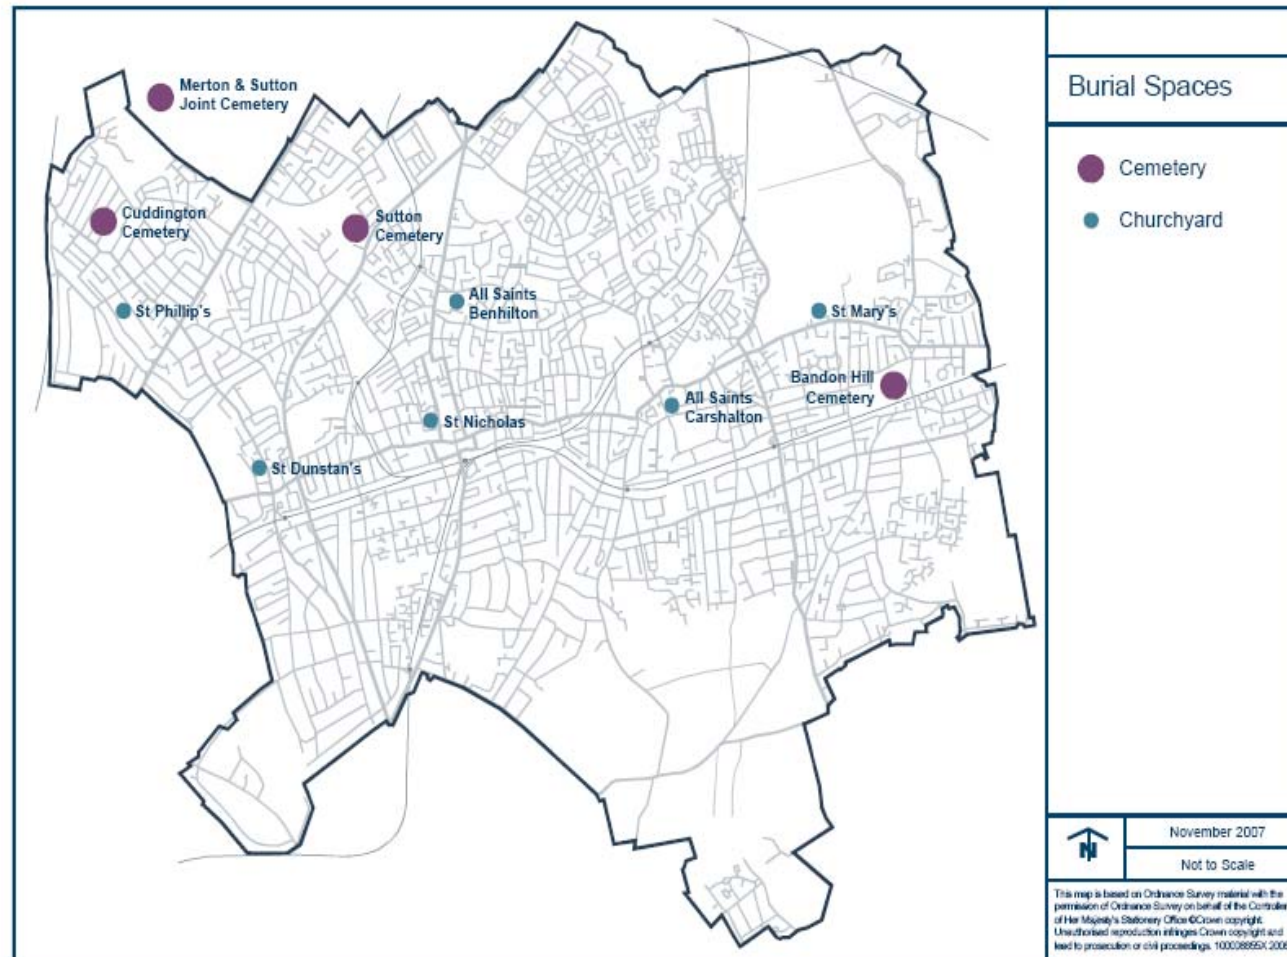 Merton & Sutton
Joint Cemetery
Cuddington
Cemetery
Sutton
Cemetery
St Phillip's
All Saints
Benhilton
St Mary's
Bandon Hill
Cemetery
All Saints
Carshalton
St Nicholas
St Dunstan's
Burial Spaces
Cemetery
Churchyard
N
November 2007
Not to Scale
This map is based on Ordnance Survey material with the
permission of Ordnance Survey on behalf of the Controller
of Her Majesty's Stationery Office ©Crown copyright.
Unauthorised reproduction infringes Crown copyright and
lead to prosecution or civil proceedings.